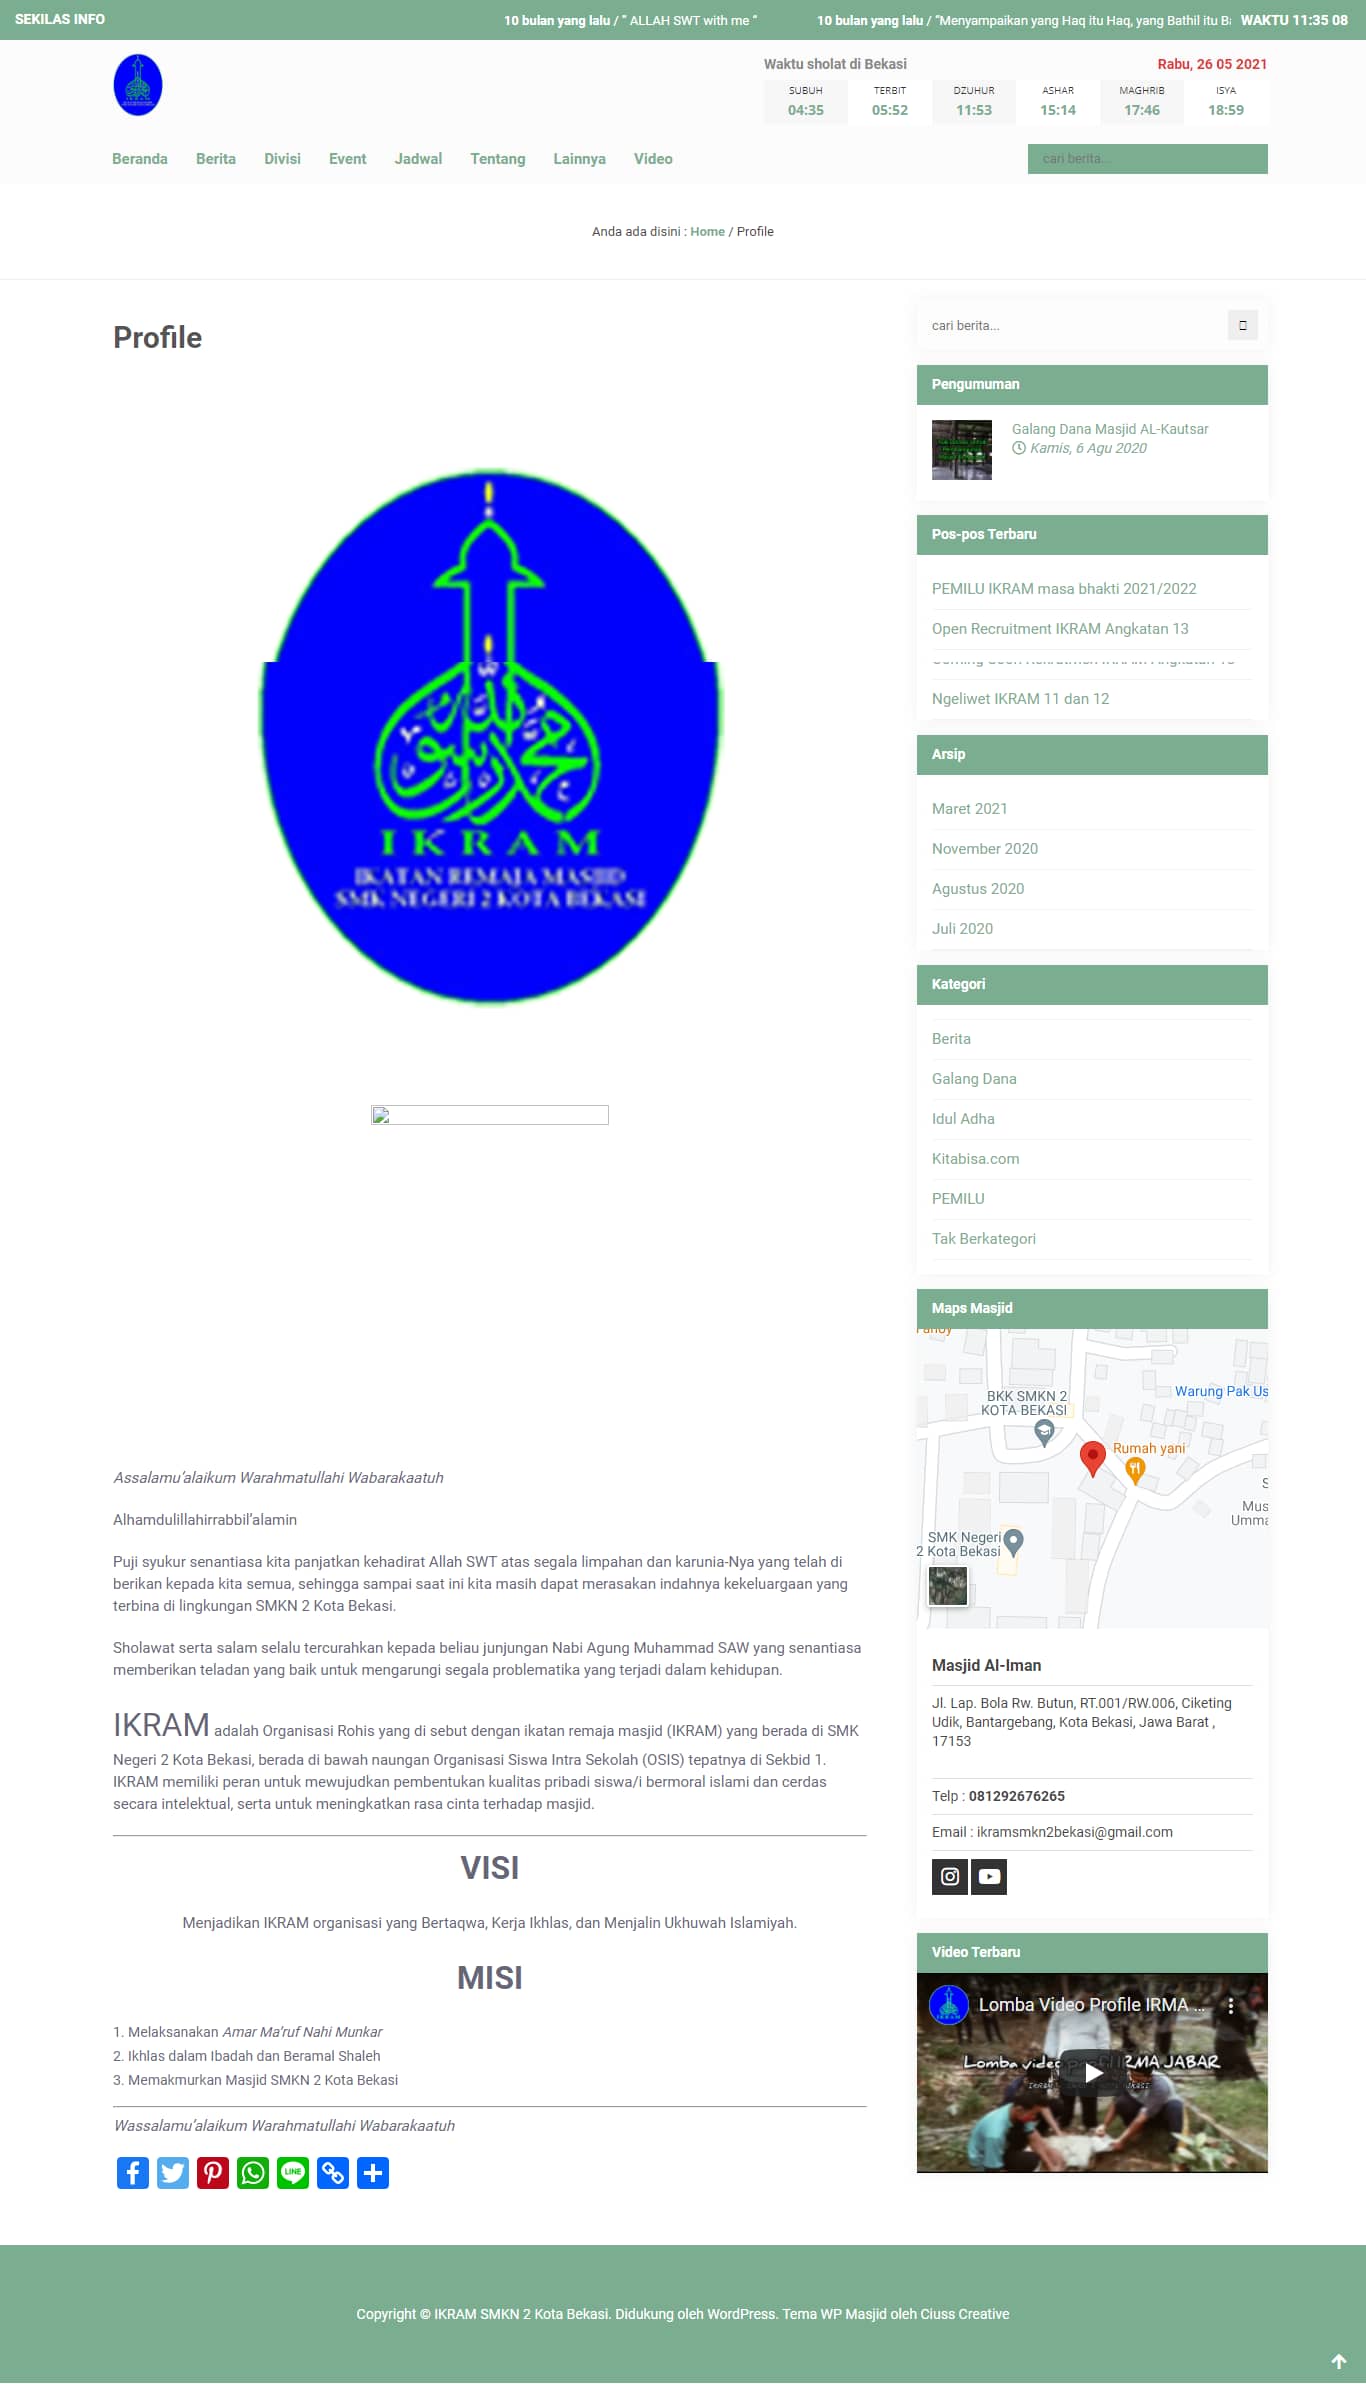 SEKILAS INFO
10 bulan yang lalu / " ALLAH SWT with me "
10 bulan yang lalu / "Menyampaikan yang Haq itu Haq, yang Bathil itu
WAKTU 11:35 08
Waktu sholat di Bekasi
Rabu, 26 05 2021
SUBUH TERBIT DZUHUR ASHAR MAGHRIB ISYA
04:35 05:52 11:53 15:14 17:46 18:59
Beranda Berita Divisi Event Jadwal Tentang Lainnya Video
cari berita...
Anda ada disini : Home / Profile
Profile
محمد رسول الله
IKRAM
IKATAN REMAJA MASJID
SMK NEGERI 2 KOTA BEKASI
Assalamu'alaikum Warahmatullahi Wabarakaatuh
Alhamdulillahirrabbil'alamin
Puji syukur senantiasa kita panjatkan kehadirat Allah SWT atas segala limpahan dan karunia-Nya yang telah di
berikan kepada kita semua, sehingga sampai saat ini kita masih dapat merasakan indahnya kekeluargaan yang
terbina di lingkungan SMKN 2 Kota Bekasi.
Sholawat serta salam selalu tercurahkan kepada beliau junjungan Nabi Agung Muhammad SAW yang senantiasa
memberikan teladan yang baik untuk mengarungi segala problematika yang terjadi dalam kehidupan.
IKRAM adalah Organisasi Rohis yang di sebut dengan ikatan remaja masjid (IKRAM) yang berada di SMK
Negeri 2 Kota Bekasi, berada di bawah naungan Organisasi Siswa Intra Sekolah (OSIS) tepatnya di Sekbid 1.
IKRAM memiliki peran untuk mewujudkan pembentukan kualitas pribadi siswa/i bermoral islami dan cerdas
secara intelektual, serta untuk meningkatkan rasa cinta terhadap masjid.
VISI
Menjadikan IKRAM organisasi yang Bertaqwa, Kerja Ikhlas, dan Menjalin Ukhuwah Islamiyah.
MISI
1. Melaksanakan Amar Ma'ruf Nahi Munkar
2. Ikhlas dalam Ibadah dan Beramal Shaleh
3. Memakmurkan Masjid SMKN 2 Kota Bekasi
Wassalamu'alaikum Warahmatullahi Wabarakaatuh
LINE
cari berita...
Pengumuman
Galang Dana Masjid AL-Kautsar
Kamis, 6 Agu 2020
Pos-pos Terbaru
PEMILU IKRAM masa bhakti 2021/2022
Open Recruitment IKRAM Angkatan 13
Ngeliwet IKRAM 11 dan 12
Arsip
Maret 2021
November 2020
Agustus 2020
Juli 2020
Kategori
Berita
Galang Dana
Idul Adha
Kitabisa.com
PEMILU
Tak Berkategori
Maps Masjid
Warung Pak Us
BKK SMKN 2
KOTA BEKASI
Rumah yani
Mus
Umma
SMK Negeri
2 Kota Bekasi
Masjid Al-Iman
Jl. Lap. Bola Rw. Butun, RT.001/RW.006, Ciketing
Udik, Bantargebang, Kota Bekasi, Jawa Barat ,
17153
Telp : 081292676265
Email : ikramsmkn2bekasi@gmail.com
Video Terbaru
Lomba Video Profile IRMA ...
Lomba video profil IRMA JABAR
Copyright © IKRAM SMKN 2 Kota Bekasi. Didukung oleh WordPress. Tema WP Masjid oleh Ciuss Creative